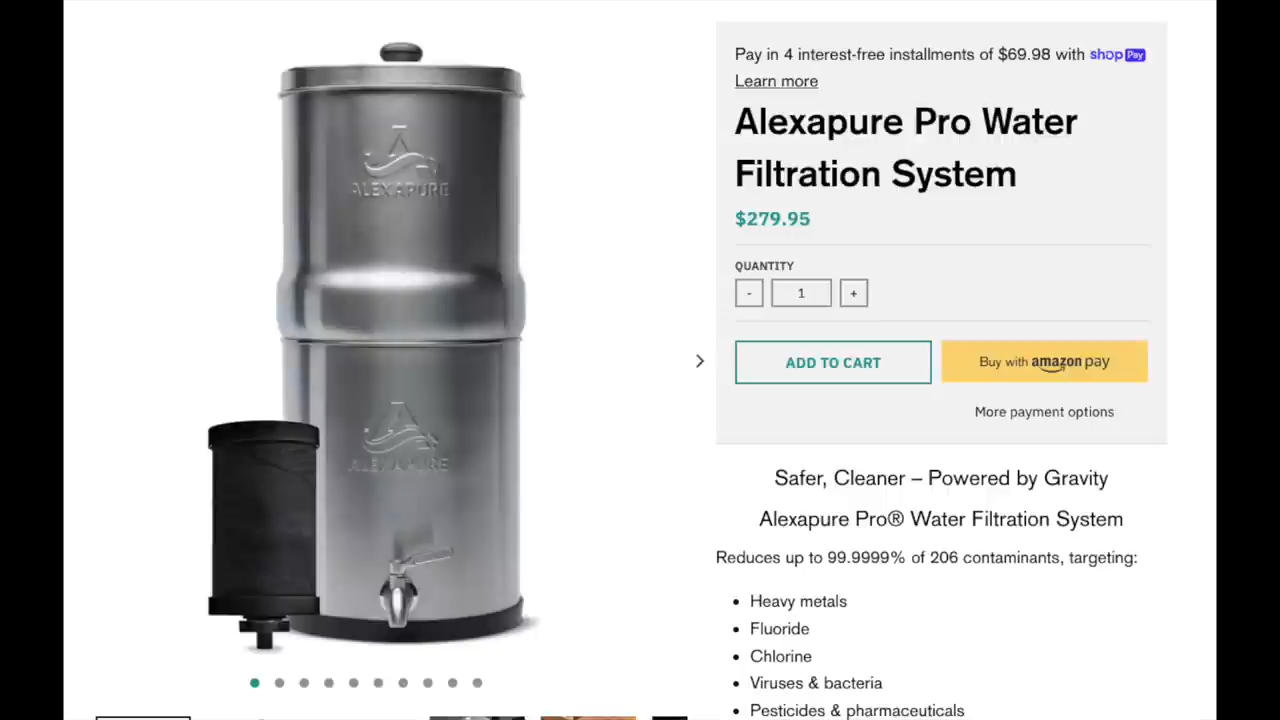 ALEXAPURE
ALEXAPURE
Pay in 4 interest-free installments of $69.98 with shop Pay
Learn more
Alexapure Pro Water
Filtration System
$279.95
QUANTITY
- 1 +
ADD TO CART
Buy with amazon pay
More payment options
Safer, Cleaner – Powered by Gravity
Alexapure Pro® Water Filtration System
Reduces up to 99.9999% of 206 contaminants, targeting:
• Heavy metals
• Fluoride
• Chlorine
• Viruses & bacteria
• Pesticides & pharmaceuticals